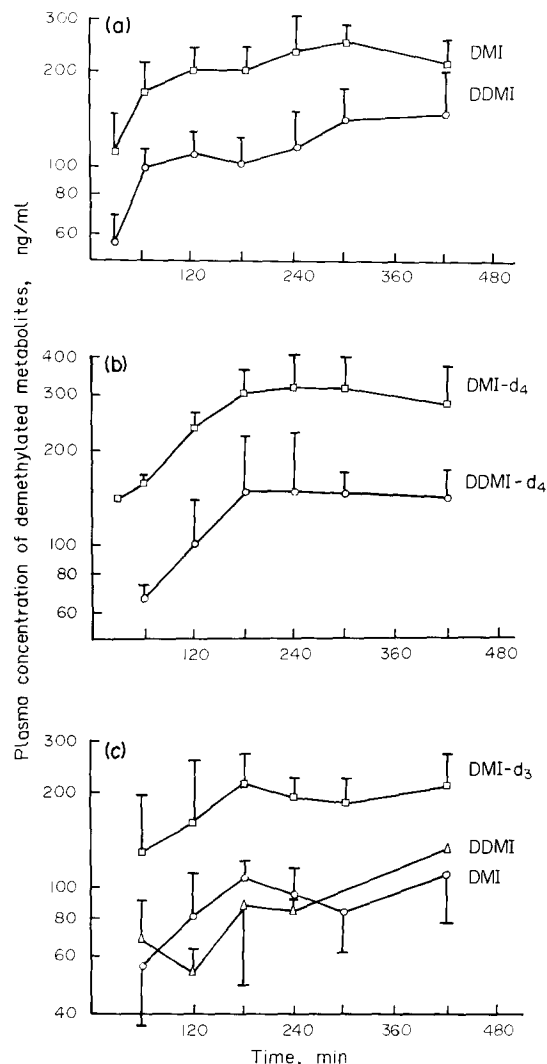 Plasma concentration of demethylated metabolites, ng/ml
(a)
300
200
100
80
60
DMI
DDMI
120 240 360 480
(b)
400
300
200
100
80
60
DMI-d4
DDMI-d4
120 240 360 480
(c)
300
200
100
80
60
40
DMI-d3
DDMI
DMI
120 240 360 480
Time, min